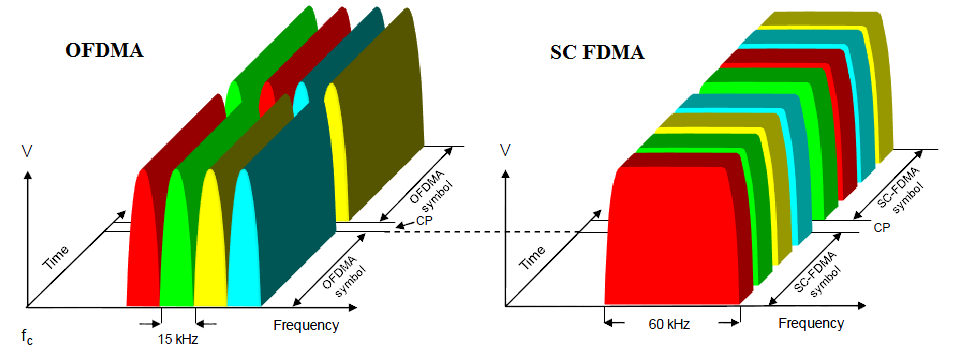 OFDMA
SC FDMA
V
OFDMA
symbol
CP
Time
OFDMA
symbol
15 kHz
Frequency
fc
V
SC-FDMA
symbol
CP
Time
SC-FDMA
symbol
60 kHz
Frequency